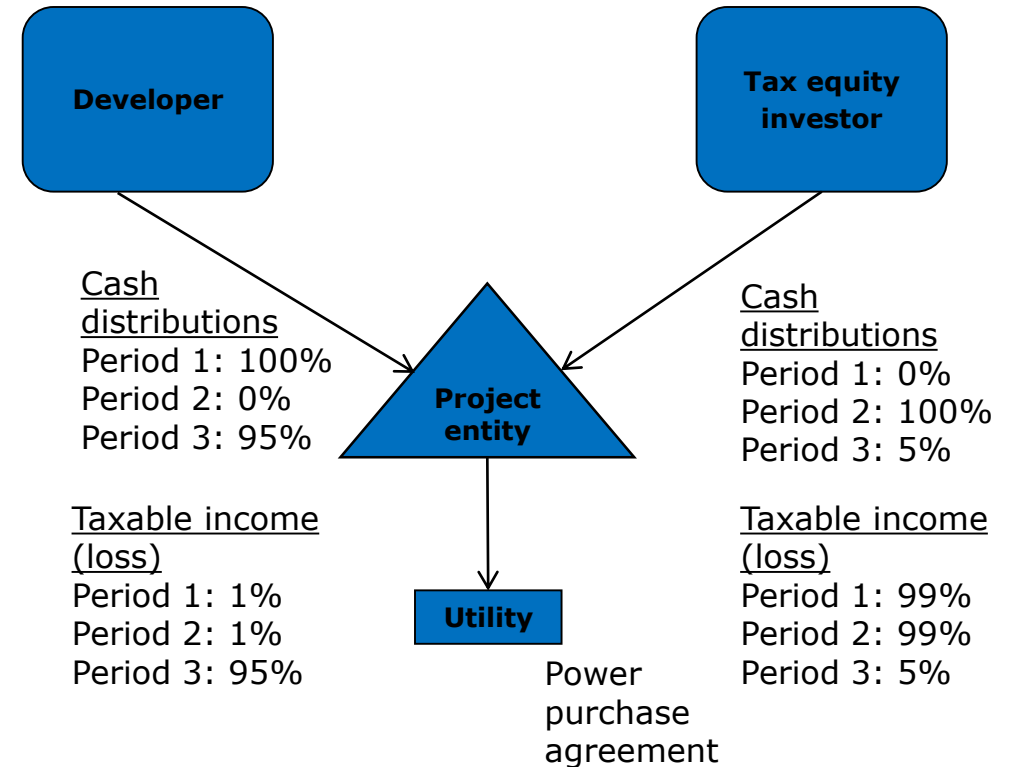 Developer
Tax equity
investor
Cash
distributions
Period 1: 100%
Period 2: 0%
Period 3: 95%
Cash
distributions
Period 1: 0%
Period 2: 100%
Period 3: 5%
Project
entity
Taxable income
(loss)
Period 1: 1%
Period 2: 1%
Period 3: 95%
Taxable income
(loss)
Period 1: 99%
Period 2: 99%
Period 3: 5%
Utility
Power
purchase
agreement